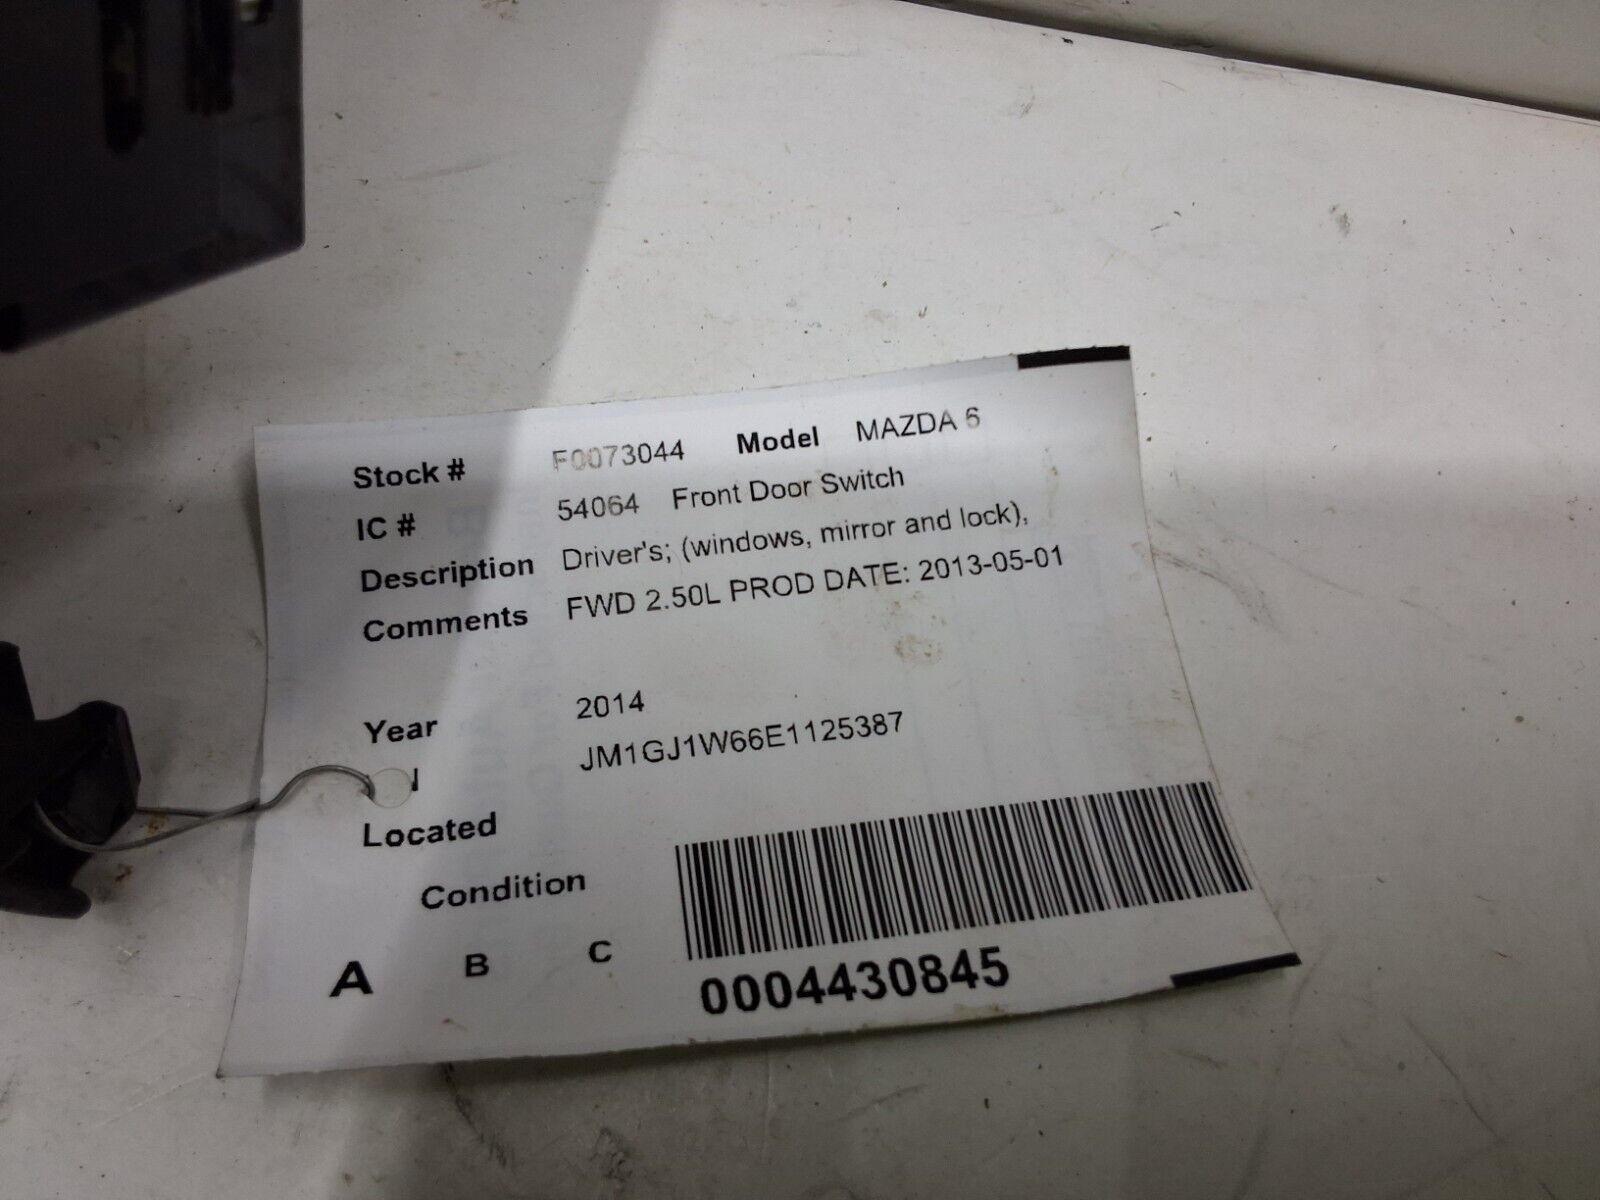 Stock # F0073044 Model MAZDA 6
IC # 54064 Front Door Switch
Description Driver's; (windows, mirror and lock),
Comments FWD 2.50L PROD DATE: 2013-05-01
Year 2014
JM1GJ1W66E1125387
Located
Condition
A B C
0004430845